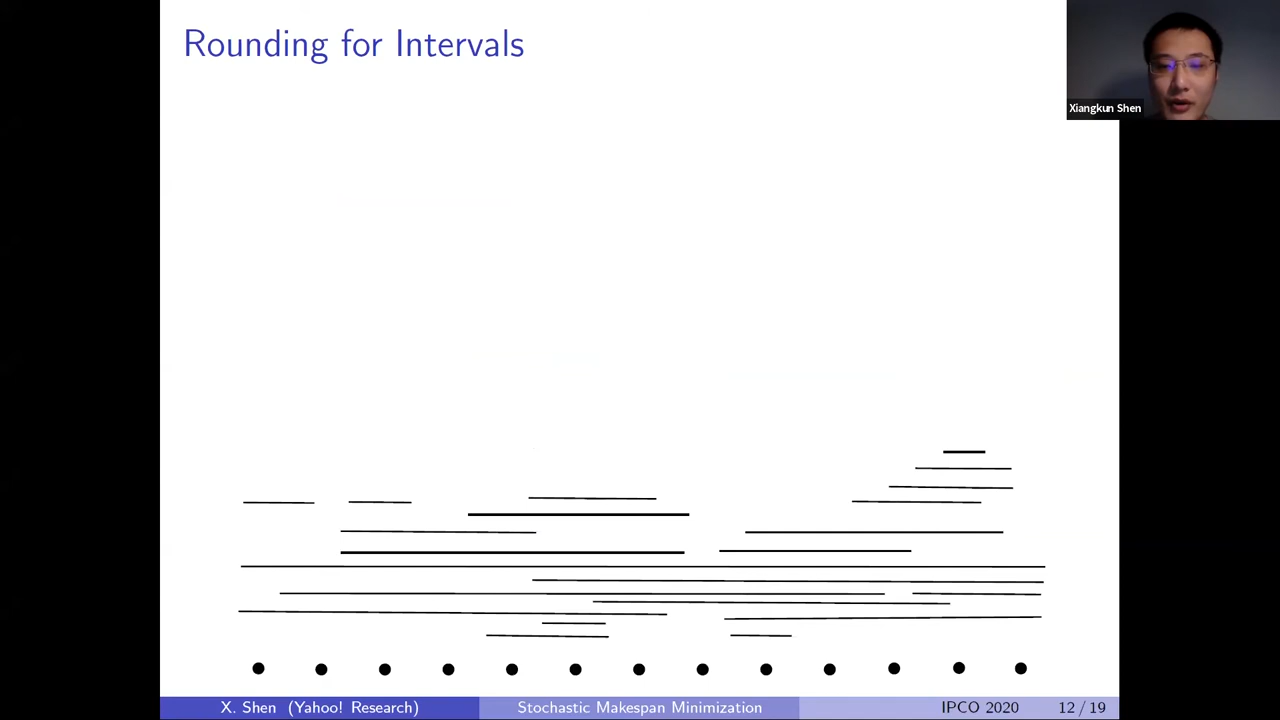 Rounding for Intervals
Xiangkun Shen
X. Shen (Yahoo! Research)
Stochastic Makespan Minimization
IPCO 2020
12 / 19